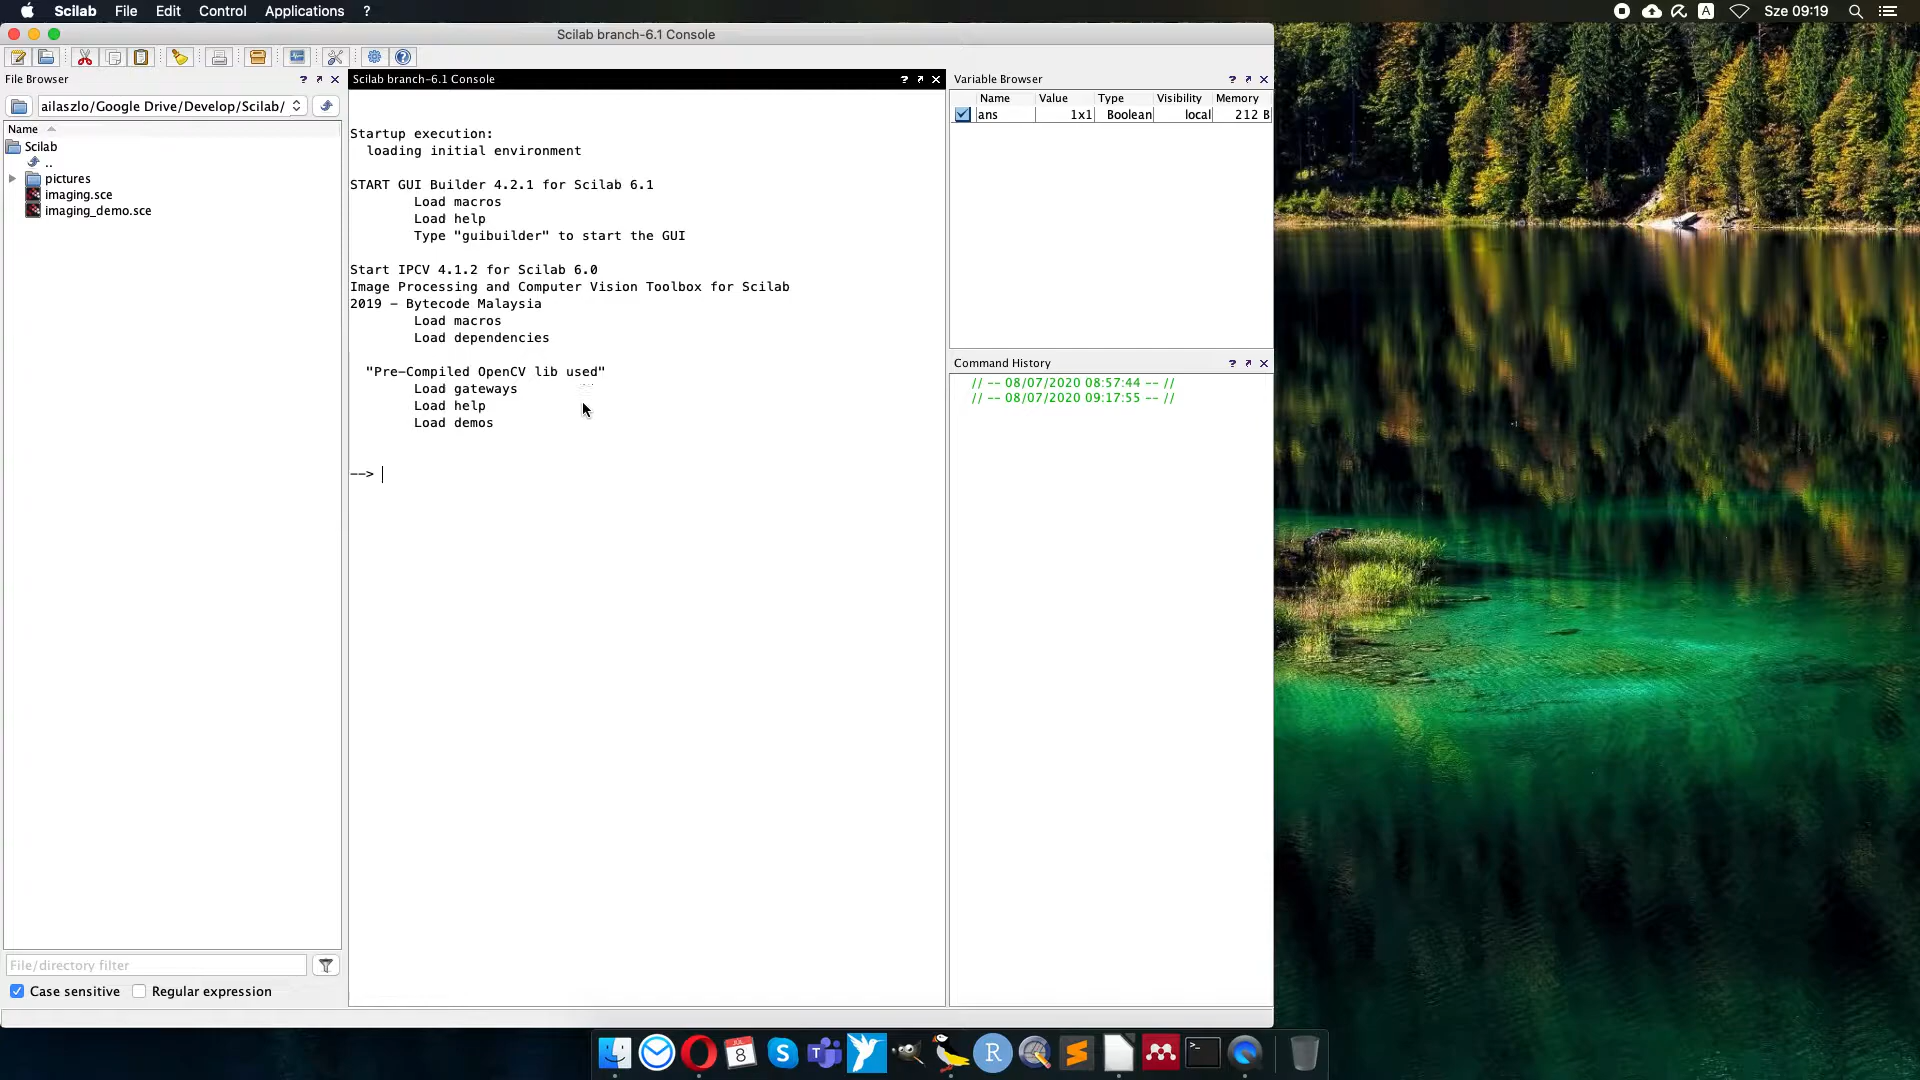 Scilab File Edit Control Applications ?
A Sze 09:19
Scilab branch-6.1 Console
File Browser ?
ailaszlo/Google Drive/Develop/Scilab/
Name
Scilab
..
pictures
imaging.sce
imaging_demo.sce
File/directory filter
Case sensitive Regular expression
Scilab branch-6.1 Console ?
Startup execution:
loading initial environment
START GUI Builder 4.2.1 for Scilab 6.1
Load macros
Load help
Type "guibuilder" to start the GUI
Start IPCV 4.1.2 for Scilab 6.0
Image Processing and Computer Vision Toolbox for Scilab
2019 - Bytecode Malaysia
Load macros
Load dependencies
"Pre-Compiled OpenCV lib used"
Load gateways
Load help
Load demos
-->
Variable Browser ?
Name Value Type Visibility Memory
ans 1x1 Boolean local 212 B
Command History ?
// -- 08/07/2020 08:57:44 -- //
// -- 08/07/2020 09:17:55 -- //
JUL
8
S
T
R
>_